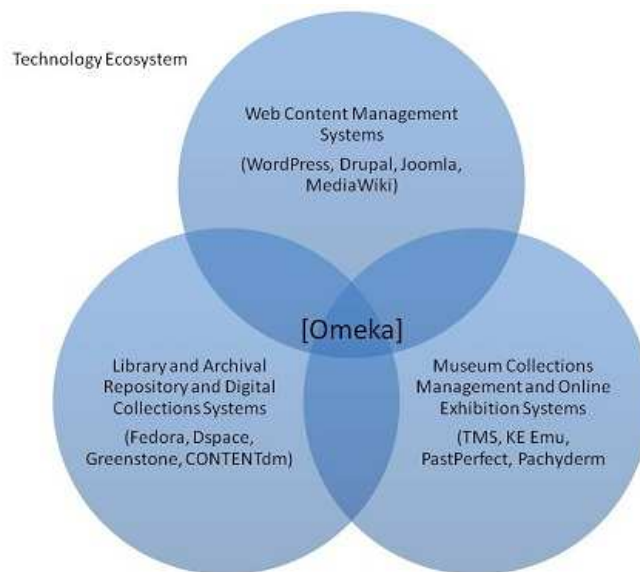 Technology Ecosystem
Web Content Management
Systems
(WordPress, Drupal, Joomla,
MediaWiki)
[Omeka]
Library and Archival
Repository and Digital
Collections Systems
(Fedora, Dspace,
Greenstone, CONTENTdm)
Museum Collections
Management and Online
Exhibition Systems
(TMS, KE Emu,
PastPerfect, Pachyderm